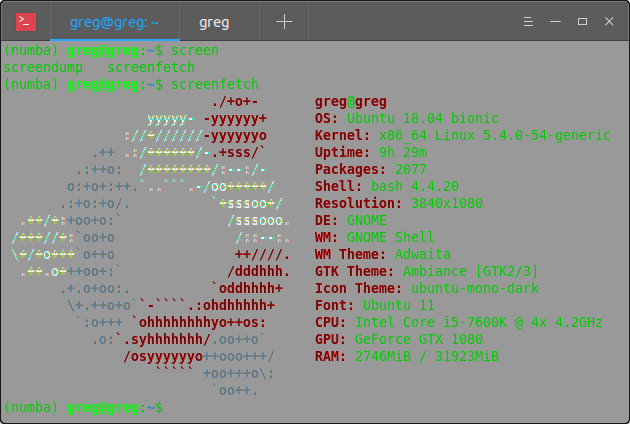 greg@greg: ~ greg
(numba) greg@greg:~$ screen
screendump screenfetch
(numba) greg@greg:~$ screenfetch
./+o+- greg@greg
yyyyy- -yyyyyy+ OS: Ubuntu 18.04 bionic
://+//////-yyyyyyo Kernel: x86_64 Linux 5.4.0-54-generic
.++ .:/++++++/-.+sss/` Uptime: 9h 29m
.:++o: /++++++++/:--:/- Packages: 2077
o:+o+:++.`..```.-/oo+++++/ Shell: bash 4.4.20
.:+o:+o/. `+sssoo+/ Resolution: 3840x1080
.++/+:+oo+o:` /sssooo. DE: GNOME
/+++//+:`oo+o /::--:. WM: GNOME Shell
\+/+o+++`o++o ++////. WM Theme: Adwaita
.++.o+++oo+:` /dddhhh. GTK Theme: Ambiance [GTK2/3]
.+.o+oo:. `oddhhhh+ Icon Theme: ubuntu-mono-dark
\+.++o+o``-````.:ohdhhhhh+ Font: Ubuntu 11
`:o+++ `ohhhhhhhhyo++os: CPU: Intel Core i5-7600K @ 4x 4.2GHz
.o:`.syhhhhhhh/.oo++o` GPU: GeForce GTX 1080
/osyyyyyyo++ooo+++/ RAM: 2746MiB / 31923MiB
````` +oo+++o\:
`oo++.
(numba) greg@greg:~$